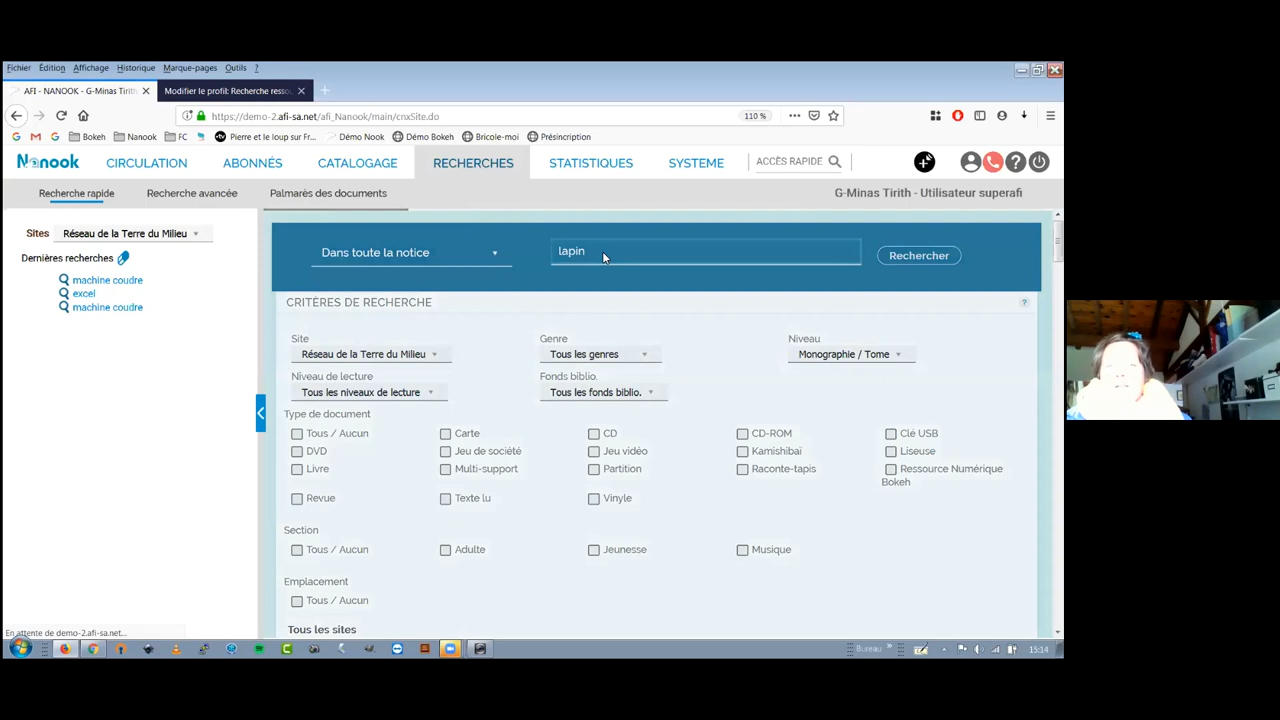 Fichier Édition Affichage Historique Marque-pages Outils ?
AFI - NANOOK - G-Minas Tirith Modifier le profil: Recherche resso
https://demo-2.afi-sa.net/afi_Nanook/main/cnxSite.do 110 %
Bokeh Nanook FC Pierre et le loup sur Fr... Démo Nook Démo Bokeh Bricole-moi Présincription
Nanook CIRCULATION ABONNÉS CATALOGAGE RECHERCHES STATISTIQUES SYSTEME ACCÈS RAPIDE
Recherche rapide Recherche avancée Palmarès des documents G-Minas Tirith - Utilisateur superafi
Sites Réseau de la Terre du Milieu
Dernières recherches
machine coudre
excel
machine coudre
Dans toute la notice lapin Rechercher
CRITÈRES DE RECHERCHE ?
Site Genre Niveau
Réseau de la Terre du Milieu Tous les genres Monographie / Tome
Niveau de lecture Fonds biblio.
Tous les niveaux de lecture Tous les fonds biblio.
Type de document
Tous / Aucun Carte CD CD-ROM Clé USB
DVD Jeu de société Jeu vidéo Kamishibaï Liseuse
Livre Multi-support Partition Raconte-tapis Ressource Numérique Bokeh
Revue Texte lu Vinyle
Section
Tous / Aucun Adulte Jeunesse Musique
Emplacement
Tous / Aucun
Tous les sites
En attente de demo-2.afi-sa.net...
Bureau » 15:14